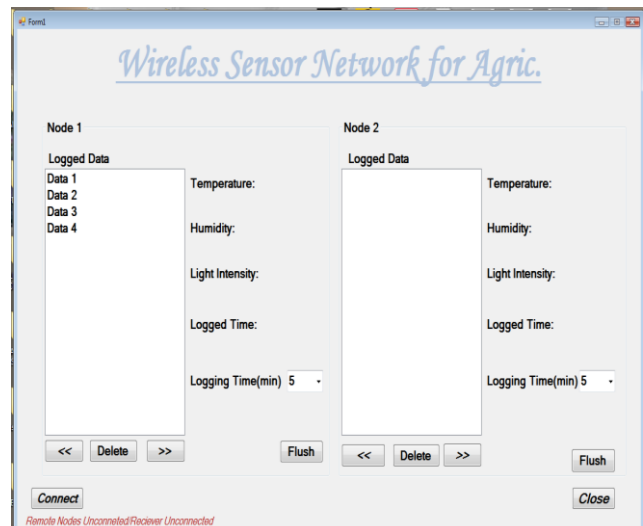 Form1
Wireless Sensor Network for Agric.
Node 1
Logged Data
Data 1
Data 2
Data 3
Data 4
Temperature:
Humidity:
Light Intensity:
Logged Time:
Logging Time(min) 5
<< Delete >>
Flush
Node 2
Logged Data
Temperature:
Humidity:
Light Intensity:
Logged Time:
Logging Time(min) 5
<< Delete >>
Flush
Connect
Close
Remote Nodes Unconneted/Reciever Unconnected